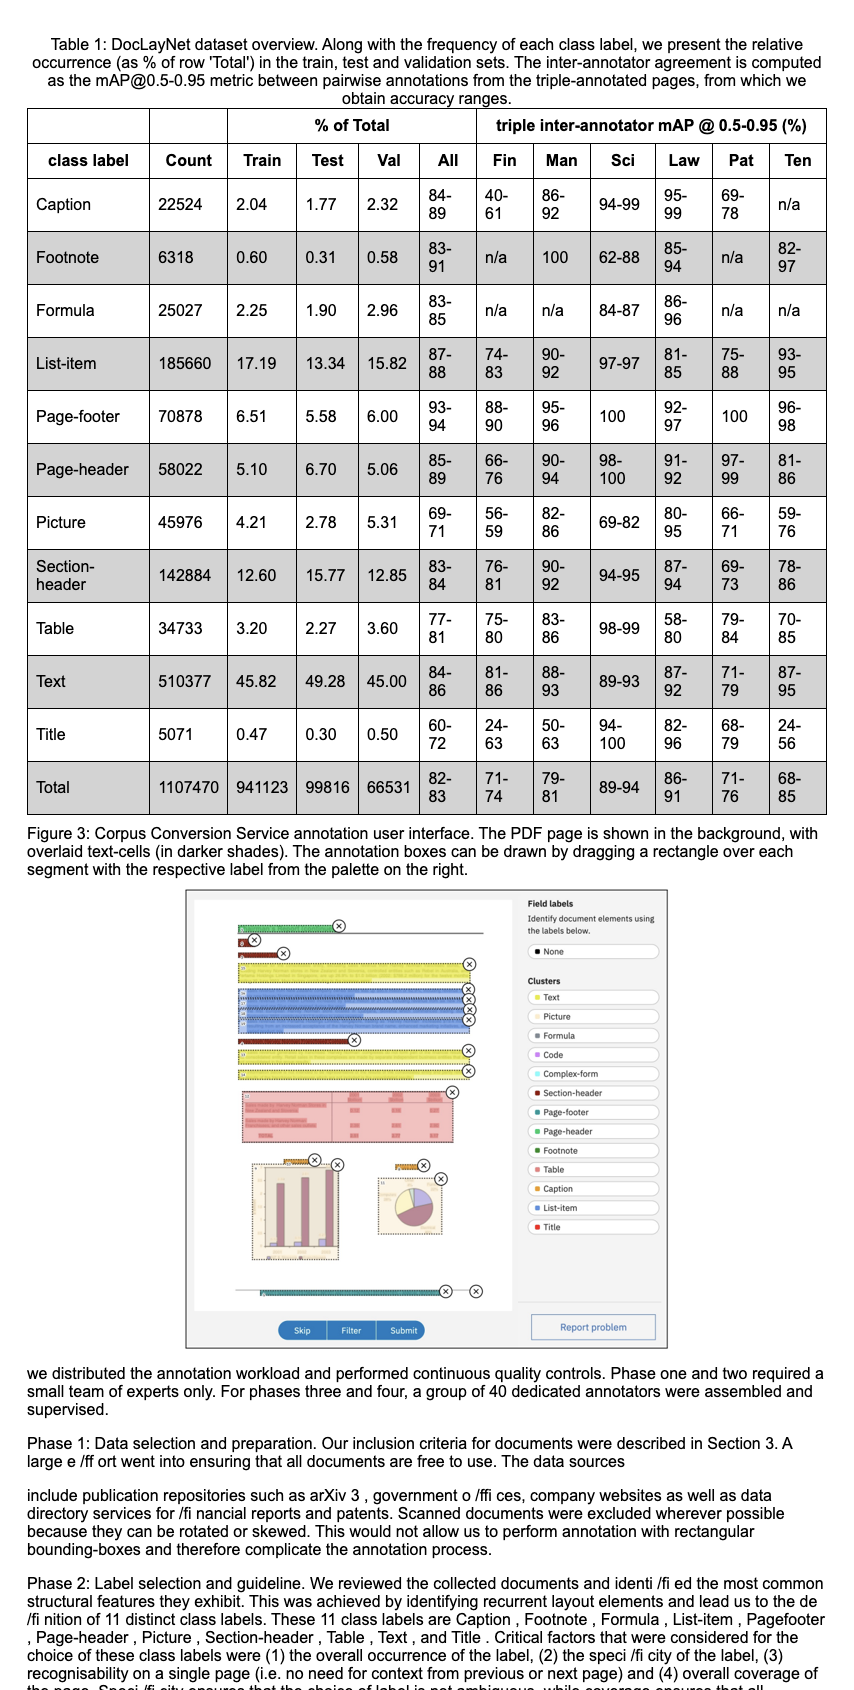 Table 1: DocLayNet dataset overview. Along with the frequency of each class label, we present the relative
occurrence (as % of row 'Total') in the train, test and validation sets. The inter-annotator agreement is computed
as the mAP@0.5-0.95 metric between pairwise annotations from the triple-annotated pages, from which we
obtain accuracy ranges.
% of Total triple inter-annotator mAP @ 0.5-0.95 (%)
class label Count Train Test Val All Fin Man Sci Law Pat Ten
Caption 22524 2.04 1.77 2.32 84-89 40-61 86-92 94-99 95-99 69-78 n/a
Footnote 6318 0.60 0.31 0.58 83-91 n/a 100 62-88 85-94 n/a 82-97
Formula 25027 2.25 1.90 2.96 83-85 n/a n/a 84-87 86-96 n/a n/a
List-item 185660 17.19 13.34 15.82 87-88 74-83 90-92 97-97 81-85 75-88 93-95
Page-footer 70878 6.51 5.58 6.00 93-94 88-90 95-96 100 92-97 100 96-98
Page-header 58022 5.10 6.70 5.06 85-89 66-76 90-94 98-100 91-92 97-99 81-86
Picture 45976 4.21 2.78 5.31 69-71 56-59 82-86 69-82 80-95 66-71 59-76
Section-header 142884 12.60 15.77 12.85 83-84 76-81 90-92 94-95 87-94 69-73 78-86
Table 34733 3.20 2.27 3.60 77-81 75-80 83-86 98-99 58-80 79-84 70-85
Text 510377 45.82 49.28 45.00 84-86 81-86 88-93 89-93 87-92 71-79 87-95
Title 5071 0.47 0.30 0.50 60-72 24-63 50-63 94-100 82-96 68-79 24-56
Total 1107470 941123 99816 66531 82-83 71-74 79-81 89-94 86-91 71-76 68-85
Figure 3: Corpus Conversion Service annotation user interface. The PDF page is shown in the background, with
overlaid text-cells (in darker shades). The annotation boxes can be drawn by dragging a rectangle over each
segment with the respective label from the palette on the right.
Field labels
Identify document elements using
the labels below.
None
Clusters
Text
Picture
Formula
Code
Complex-form
Section-header
Page-footer
Page-header
Footnote
Table
Caption
List-item
Title
Skip Filter Submit
Report problem
we distributed the annotation workload and performed continuous quality controls. Phase one and two required a
small team of experts only. For phases three and four, a group of 40 dedicated annotators were assembled and
supervised.
Phase 1: Data selection and preparation. Our inclusion criteria for documents were described in Section 3. A
large e /ff ort went into ensuring that all documents are free to use. The data sources
include publication repositories such as arXiv 3 , government o /ffi ces, company websites as well as data
directory services for /fi nancial reports and patents. Scanned documents were excluded wherever possible
because they can be rotated or skewed. This would not allow us to perform annotation with rectangular
bounding-boxes and therefore complicate the annotation process.
Phase 2: Label selection and guideline. We reviewed the collected documents and identi /fi ed the most common
structural features they exhibit. This was achieved by identifying recurrent layout elements and lead us to the de
/fi nition of 11 distinct class labels. These 11 class labels are Caption , Footnote , Formula , List-item , Pagefooter
, Page-header , Picture , Section-header , Table , Text , and Title . Critical factors that were considered for the
choice of these class labels were (1) the overall occurrence of the label, (2) the speci /fi city of the label, (3)
recognisability on a single page (i.e. no need for context from previous or next page) and (4) overall coverage of
the page. Speci /fi city ensures that the choice of label is not ambiguous, while coverage ensures that all